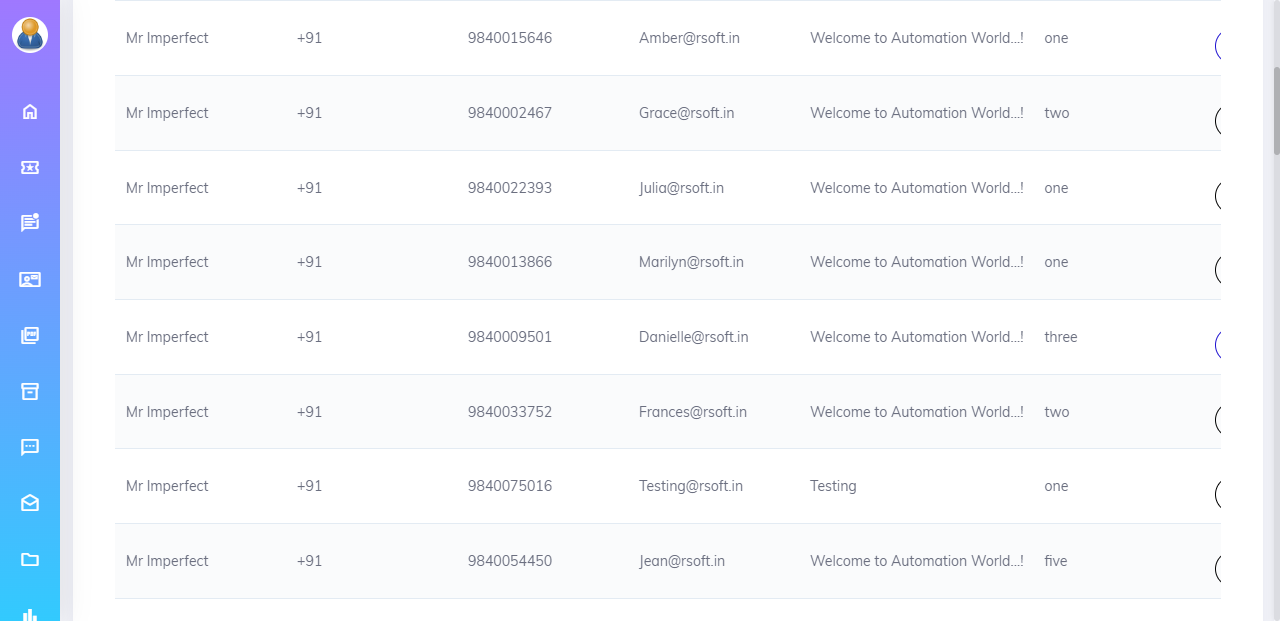 Mr Imperfect +91 9840015646 Amber@rsoft.in Welcome to Automation World...! one
Mr Imperfect +91 9840002467 Grace@rsoft.in Welcome to Automation World...! two
Mr Imperfect +91 9840022393 Julia@rsoft.in Welcome to Automation World...! one
Mr Imperfect +91 9840013866 Marilyn@rsoft.in Welcome to Automation World...! one
Mr Imperfect +91 9840009501 Danielle@rsoft.in Welcome to Automation World...! three
Mr Imperfect +91 9840033752 Frances@rsoft.in Welcome to Automation World...! two
Mr Imperfect +91 9840075016 Testing@rsoft.in Testing one
Mr Imperfect +91 9840054450 Jean@rsoft.in Welcome to Automation World...! five